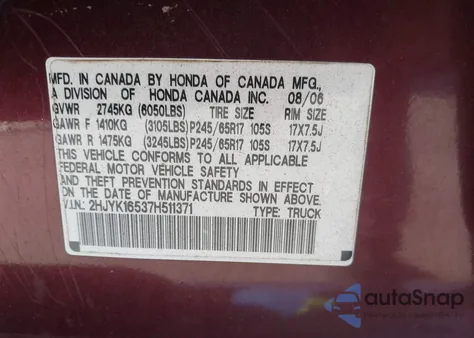 MFD. IN CANADA BY HONDA OF CANADA MFG.,
A DIVISION OF HONDA CANADA INC. 08/06
GVWR 2745KG (6050LBS) TIRE SIZE RIM SIZE
GAWR F 1410KG (3105LBS) P245/65R17 105S 17X7.5J
GAWR R 1475KG (3245LBS) P245/65R17 105S 17X7.5J
THIS VEHICLE CONFORMS TO ALL APPLICABLE
FEDERAL MOTOR VEHICLE SAFETY AND
THEFT PREVENTION STANDARDS IN EFFECT ON
THE DATE OF MANUFACTURE SHOWN ABOVE.
V.I.N.: 2HJYK16537H511371 TYPE: TRUCK
autoSnap